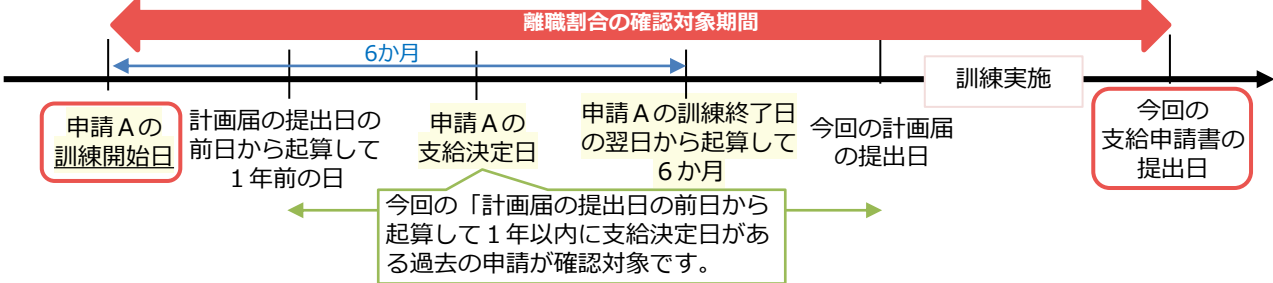 離職割合の確認対象期間
6か月
訓練実施
申請Ａの
訓練開始日
計画届の提出日の
前日から起算して
１年前の日
申請Ａの
支給決定日
申請Ａの訓練終了日
の翌日から起算して
６か月
今回の計画届
の提出日
今回の
支給申請書の
提出日
今回の「計画届の提出日の前日から
起算して１年以内に支給決定日があ
る過去の申請が確認対象です。